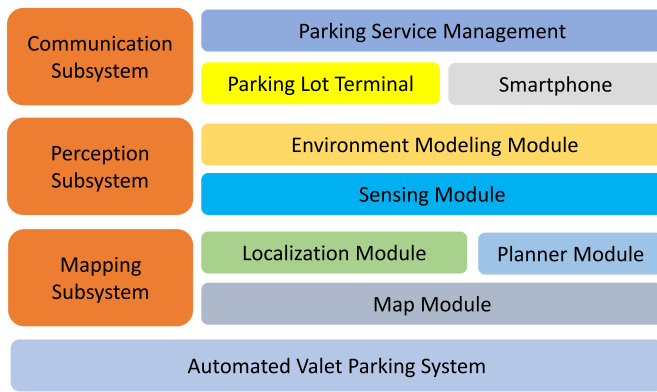 Communication
Subsystem
Parking Service Management
Parking Lot Terminal
Smartphone
Perception
Subsystem
Environment Modeling Module
Sensing Module
Mapping
Subsystem
Localization Module
Planner Module
Map Module
Automated Valet Parking System